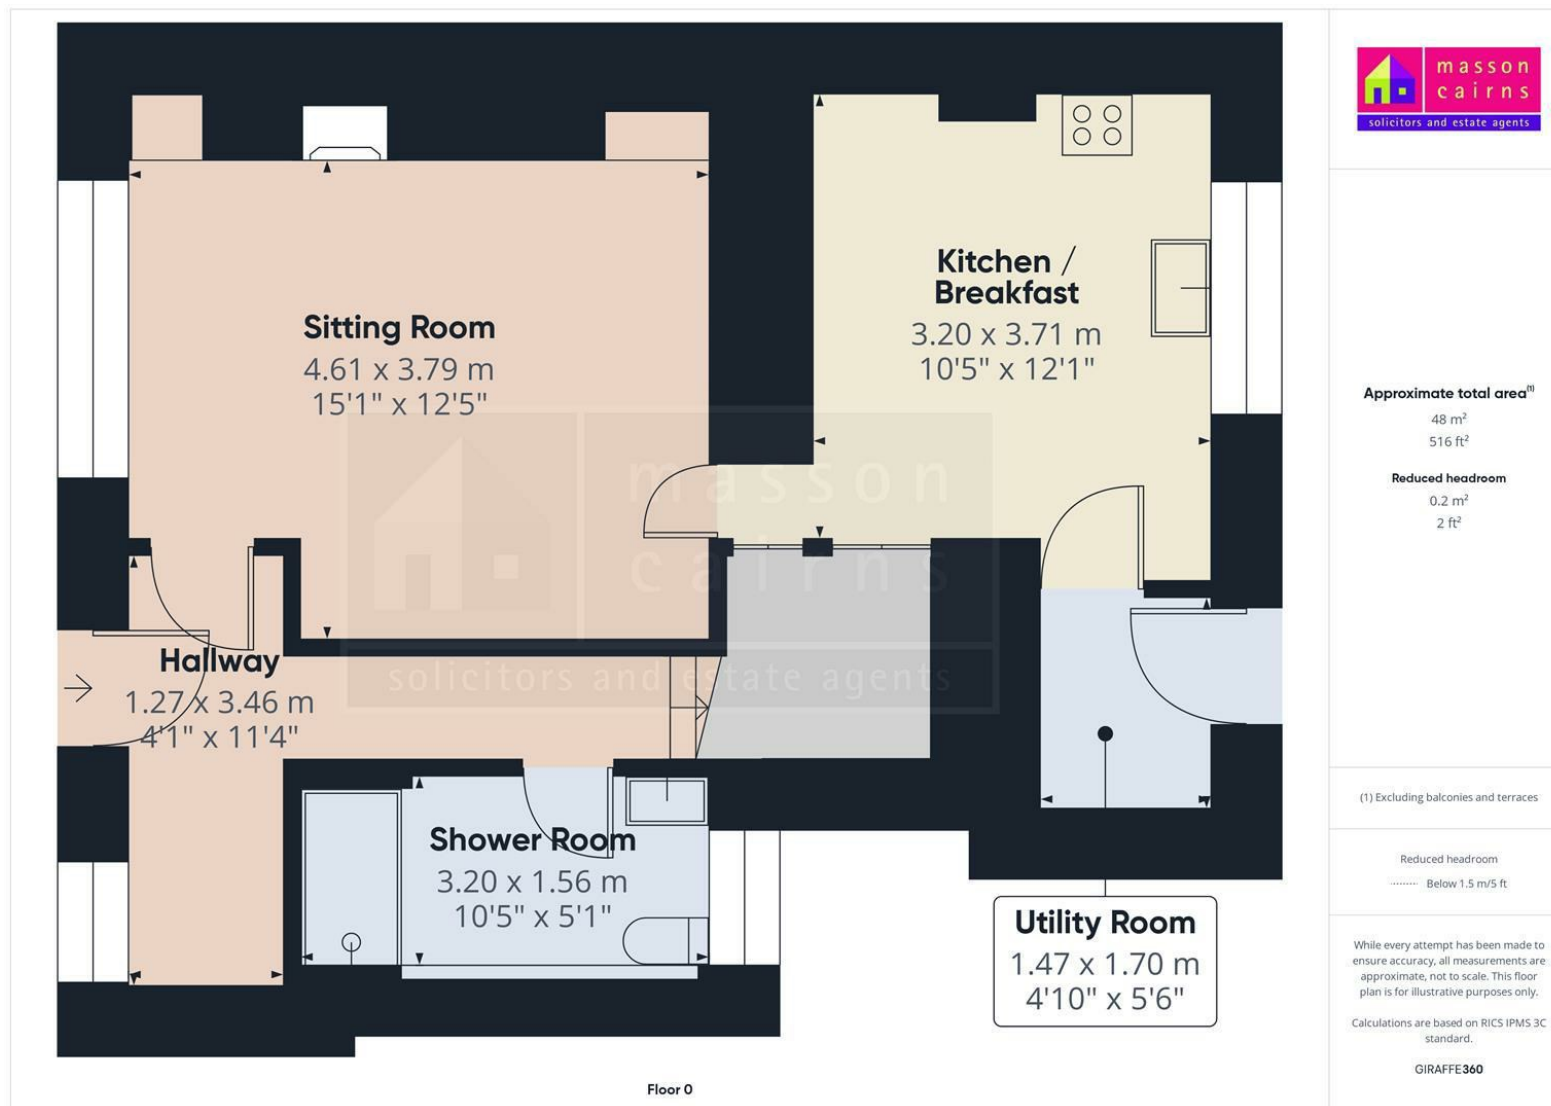 masson
cairns
solicitors and estate agents
Sitting Room
4.61 x 3.79 m
15'1" x 12'5"
Kitchen /
Breakfast
3.20 x 3.71 m
10'5" x 12'1"
masson
cairns
solicitors and estate agents
Hallway
1.27 x 3.46 m
4'1" x 11'4"
Shower Room
3.20 x 1.56 m
10'5" x 5'1"
Utility Room
1.47 x 1.70 m
4'10" x 5'6"
Floor 0
Approximate total area(1)
48 m²
516 ft²
Reduced headroom
0.2 m²
2 ft²
(1) Excluding balconies and terraces
Reduced headroom
Below 1.5 m/5 ft
While every attempt has been made to
ensure accuracy, all measurements are
approximate, not to scale. This floor
plan is for illustrative purposes only.
Calculations are based on RICS IPMS 3C
standard.
GIRAFFE360